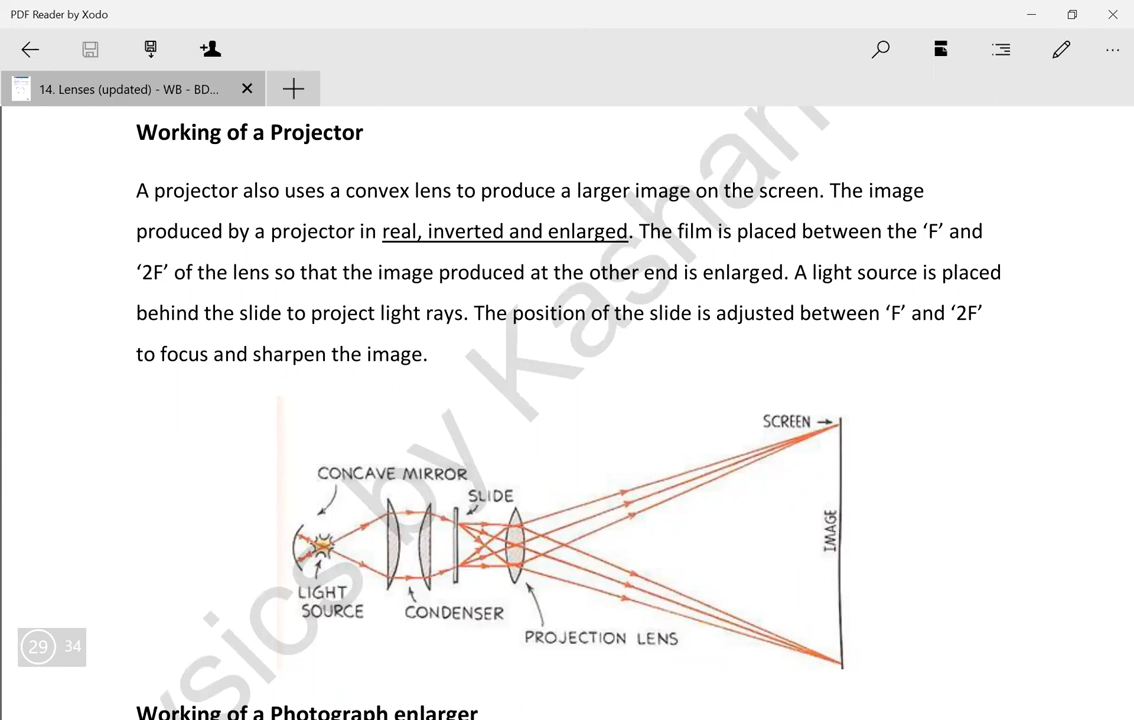 PDF Reader by Xodo
14. Lenses (updated) - WB - BD...
Working of a Projector
A projector also uses a convex lens to produce a larger image on the screen. The image
produced by a projector in real, inverted and enlarged. The film is placed between the ‘F’ and
‘2F’ of the lens so that the image produced at the other end is enlarged. A light source is placed
behind the slide to project light rays. The position of the slide is adjusted between ‘F’ and ‘2F’
to focus and sharpen the image.
SCREEN
CONCAVE MIRROR
SLIDE
IMAGE
LIGHT
SOURCE
CONDENSER
PROJECTION LENS
29 34
Working of a Photograph enlarger
ysics by Kashan